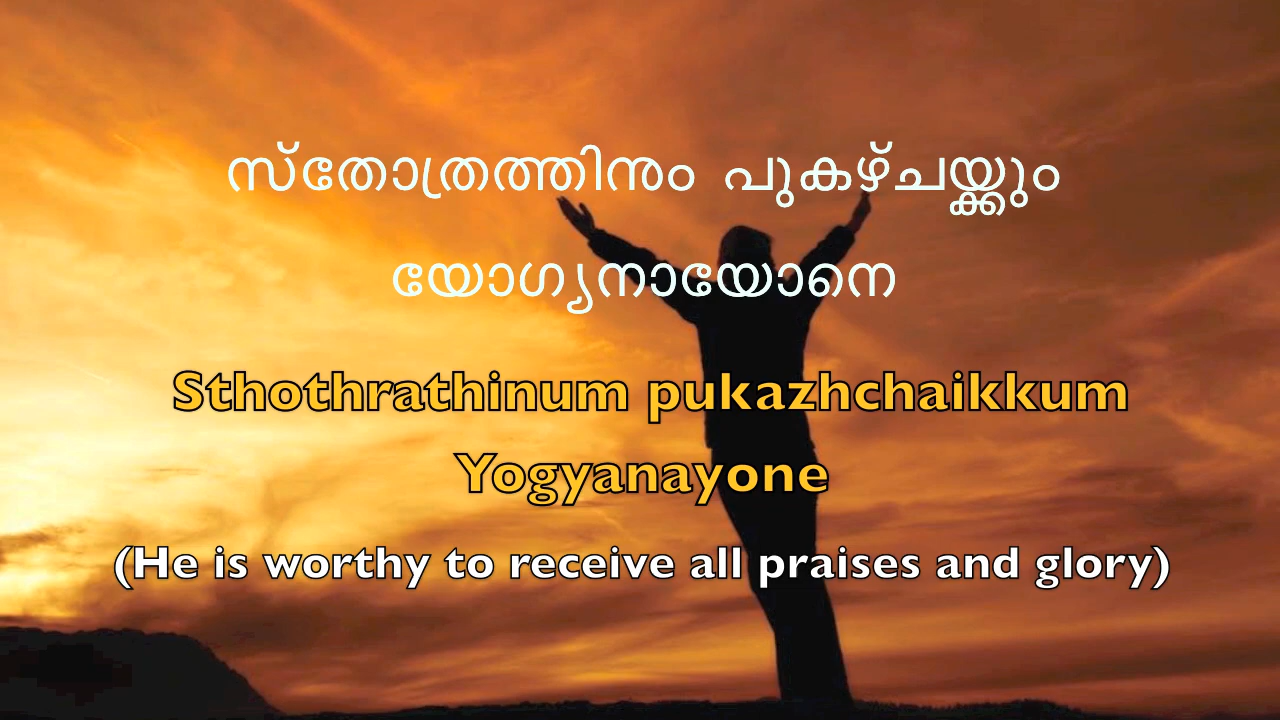 സ്തോത്രത്തിനും പുകഴ്ചയ്ക്കും
യോഗ്യനായോനെ
Sthothrathinum pukazhchaikkum
Yogyanayone
(He is worthy to receive all praises and glory)